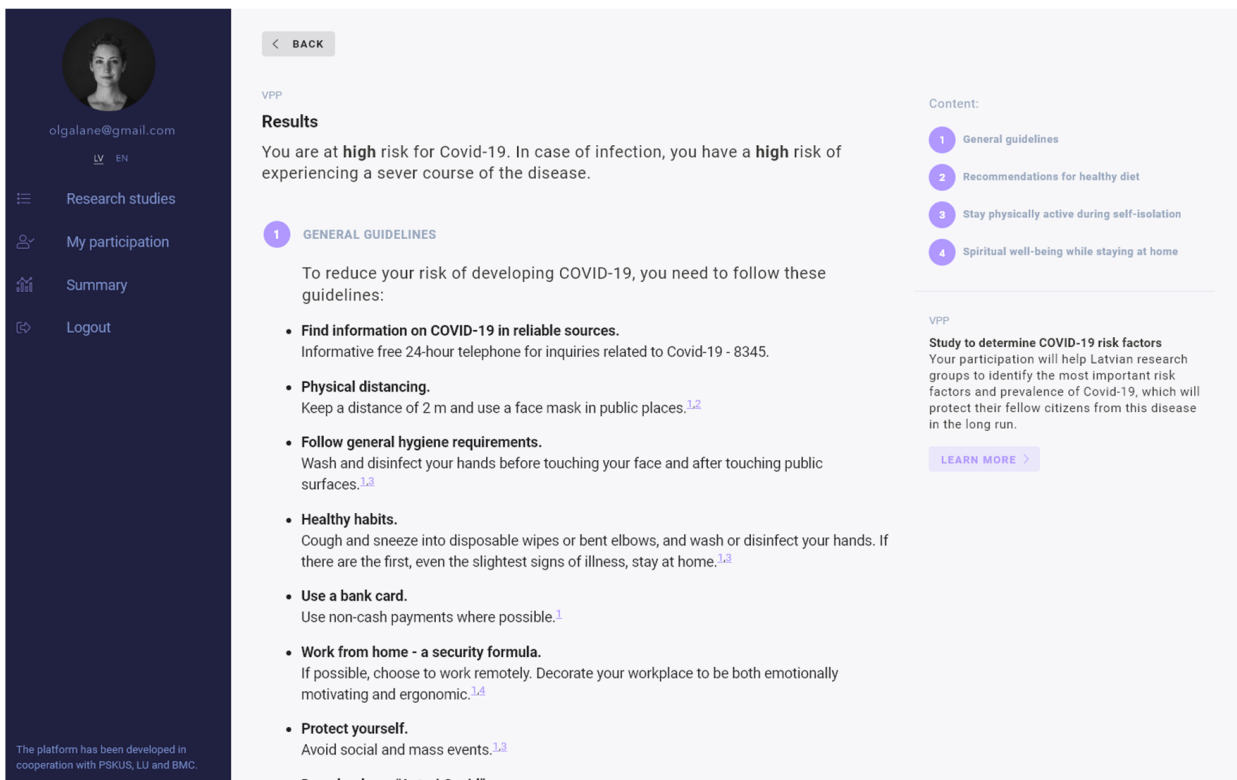 olgalane@gmail.com
LV EN
Research studies
My participation
Summary
Logout
The platform has been developed in
cooperation with PSKUS, LU and BMC.
BACK
VPP
Results
You are at high risk for Covid-19. In case of infection, you have a high risk of
experiencing a sever course of the disease.
1 GENERAL GUIDELINES
To reduce your risk of developing COVID-19, you need to follow these
guidelines:
• Find information on COVID-19 in reliable sources.
Informative free 24-hour telephone for inquiries related to Covid-19 - 8345.
• Physical distancing.
Keep a distance of 2 m and use a face mask in public places.1,2
• Follow general hygiene requirements.
Wash and disinfect your hands before touching your face and after touching public
surfaces.1,3
• Healthy habits.
Cough and sneeze into disposable wipes or bent elbows, and wash or disinfect your hands. If
there are the first, even the slightest signs of illness, stay at home.1,3
• Use a bank card.
Use non-cash payments where possible.1
• Work from home - a security formula.
If possible, choose to work remotely. Decorate your workplace to be both emotionally
motivating and ergonomic.1,4
• Protect yourself.
Avoid social and mass events.1,3
Content:
1 General guidelines
2 Recommendations for healthy diet
3 Stay physically active during self-isolation
4 Spiritual well-being while staying at home
VPP
Study to determine COVID-19 risk factors
Your participation will help Latvian research
groups to identify the most important risk
factors and prevalence of Covid-19, which will
protect their fellow citizens from this disease
in the long run.
LEARN MORE